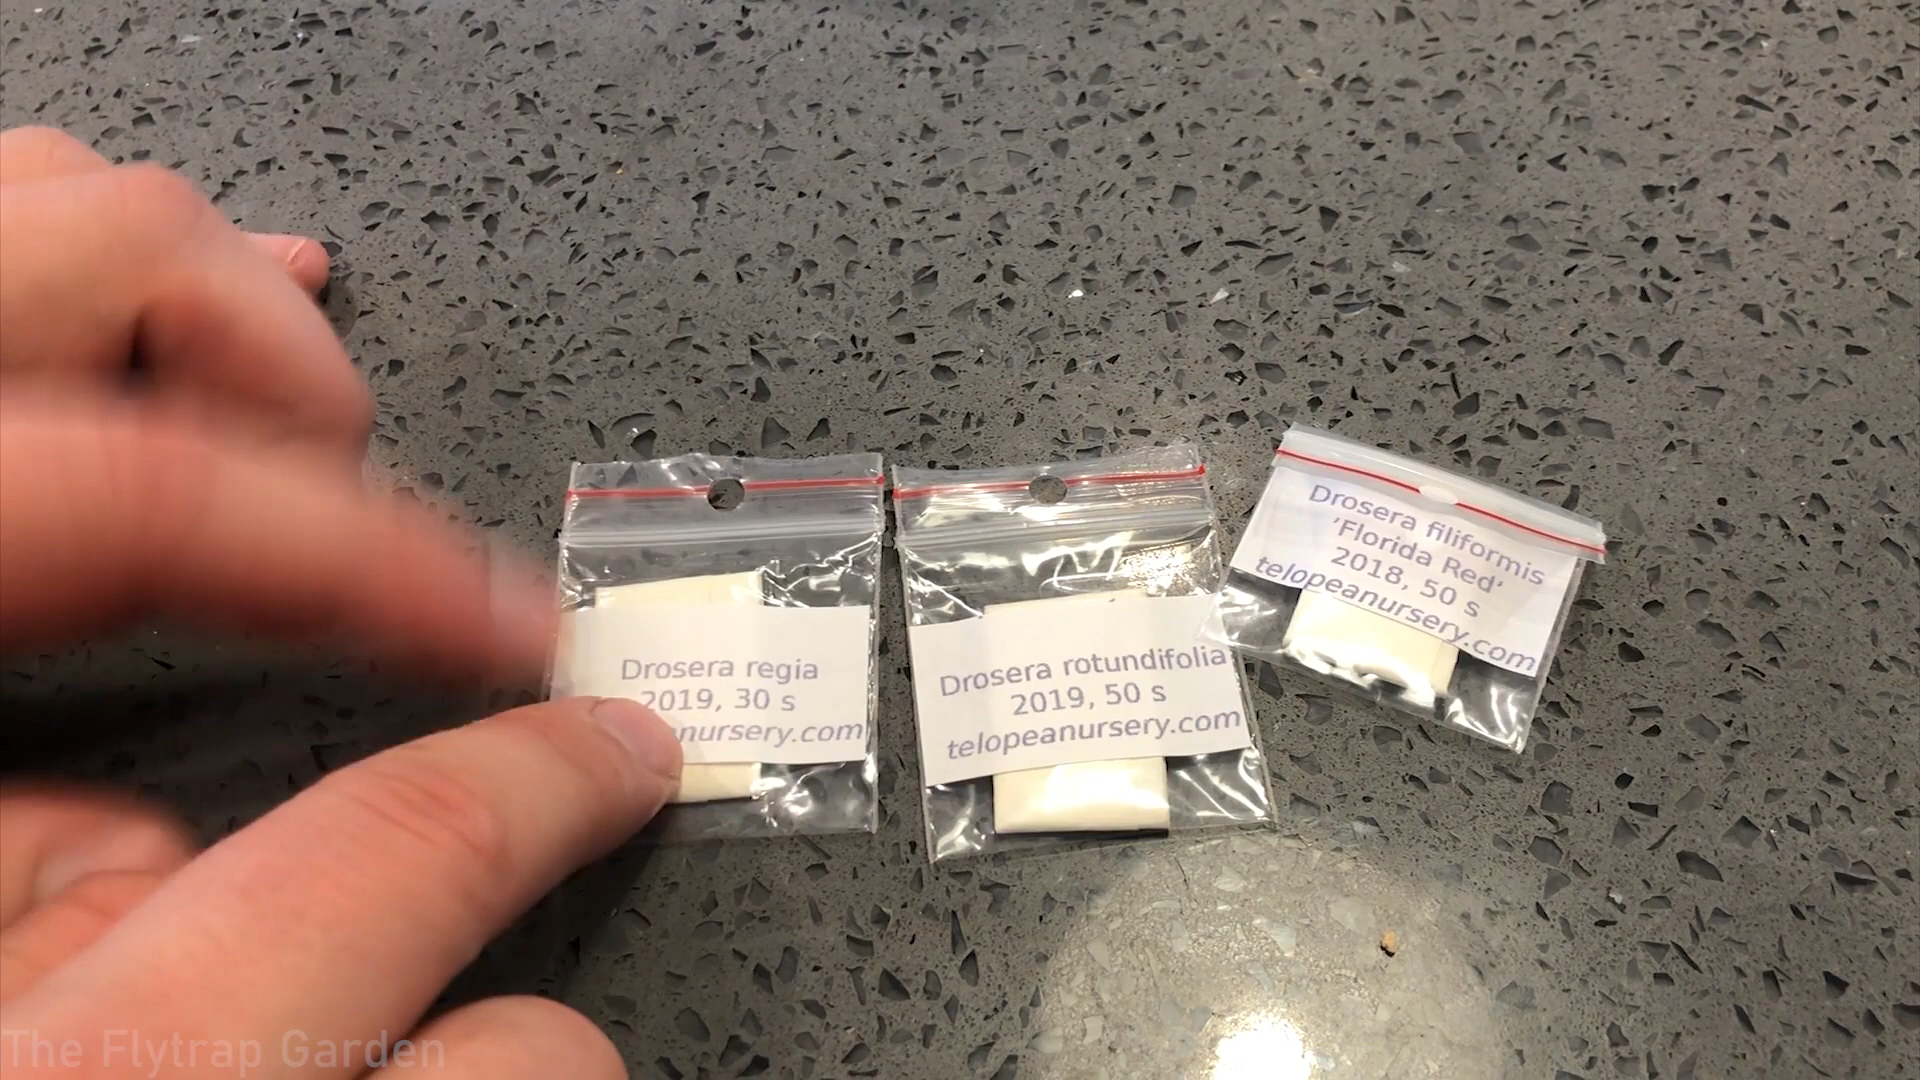 Drosera regia
2019, 30 s
nursery.com
Drosera rotundifolia
2019, 50 s
telopeanursery.com
Drosera filiformis
'Florida Red'
2018, 50 s
telopeanursery.com
The Flytrap Garden